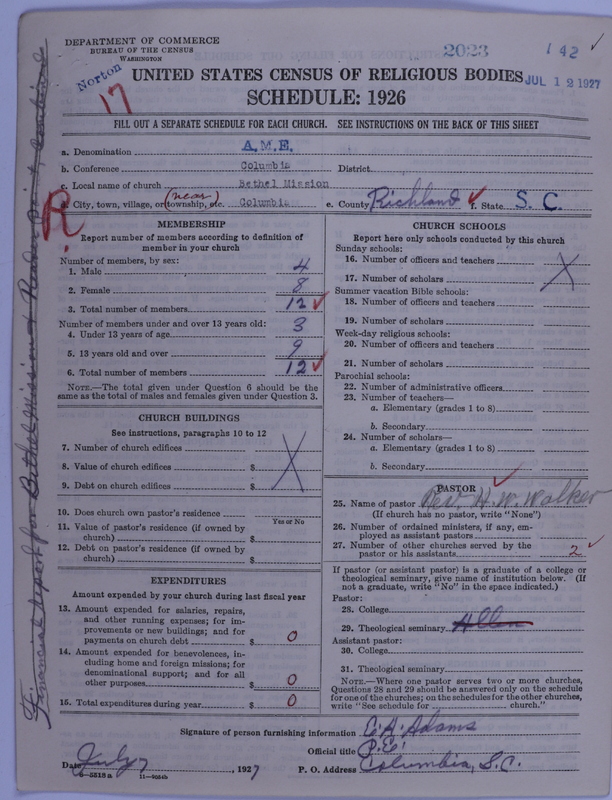 DEPARTMENT OF COMMERCE
BUREAU OF THE CENSUS
WASHINGTON
2023
142
Norton
17
UNITED STATES CENSUS OF RELIGIOUS BODIES
JUL 12 1927
SCHEDULE: 1926
FILL OUT A SEPARATE SCHEDULE FOR EACH CHURCH. SEE INSTRUCTIONS ON THE BACK OF THIS SHEET
a. Denomination A.M.E.
b. Conference Columbia District
c. Local name of church Bethel Mission
d. City, town, village, or (near) township, etc. Columbia e. County Richland f. State S. C.
R.
MEMBERSHIP
Report number of members according to definition of
member in your church
Number of members, by sex:
1. Male 4
2. Female 8
3. Total number of members 12
Number of members under and over 13 years old:
4. Under 13 years of age 3
5. 13 years old and over 9
6. Total number of members 12
NOTE.—The total given under Question 6 should be
same as the total of males and females given under Question 3.
CHURCH BUILDINGS
See instructions, paragraphs 10 to 12
7. Number of church edifices
8. Value of church edifices $
9. Debt on church edifices $
10. Does church own pastor's residence
Yes or No
11. Value of pastor's residence (if owned by
church) $
12. Debt on pastor's residence (if owned by
church) $
EXPENDITURES
Amount expended by your church during last fiscal year
13. Amount expended for salaries, repairs,
and other running expenses; for im-
provements or new buildings; and for
payments on church debt $ 0
14. Amount expended for benevolences, in-
cluding home and foreign missions; for
denominational support; and for all
other purposes $ 0
15. Total expenditures during year $ 0
CHURCH SCHOOLS
Report here only schools conducted by this church
Sunday schools:
16. Number of officers and teachers
17. Number of scholars
Summer vacation Bible schools:
18. Number of officers and teachers
19. Number of scholars
Week-day religious schools:
20. Number of officers and teachers
21. Number of scholars
Parochial schools:
22. Number of administrative officers
23. Number of teachers—
a. Elementary (grades 1 to 8)
b. Secondary
24. Number of scholars—
a. Elementary (grades 1 to 8)
b. Secondary
PASTOR
25. Name of pastor Rev. H. W. Walker
(If church has no pastor, write "None")
26. Number of ordained ministers, if any, em-
ployed as assistant pastors
27. Number of other churches served by the
pastor or his assistants 2
If pastor (or assistant pastor) is a graduate of a college or
theological seminary, give name of institution below. (If
not a graduate, write "No" in the space indicated.)
Pastor:
28. College
29. Theological seminary Allen
Assistant pastor:
30. College
31. Theological seminary
NOTE.—Where one pastor serves two or more churches,
Questions 28 and 29 should be answered only on the schedule
for one of the churches; on the schedules for the other churches,
write "See schedule for church."
Signature of person furnishing information E. A. Adams
Official title P.E.
Date July 7, 1927 P. O. Address Columbia, S.C.
6-5518 a
Financial report for Bethel Mission &